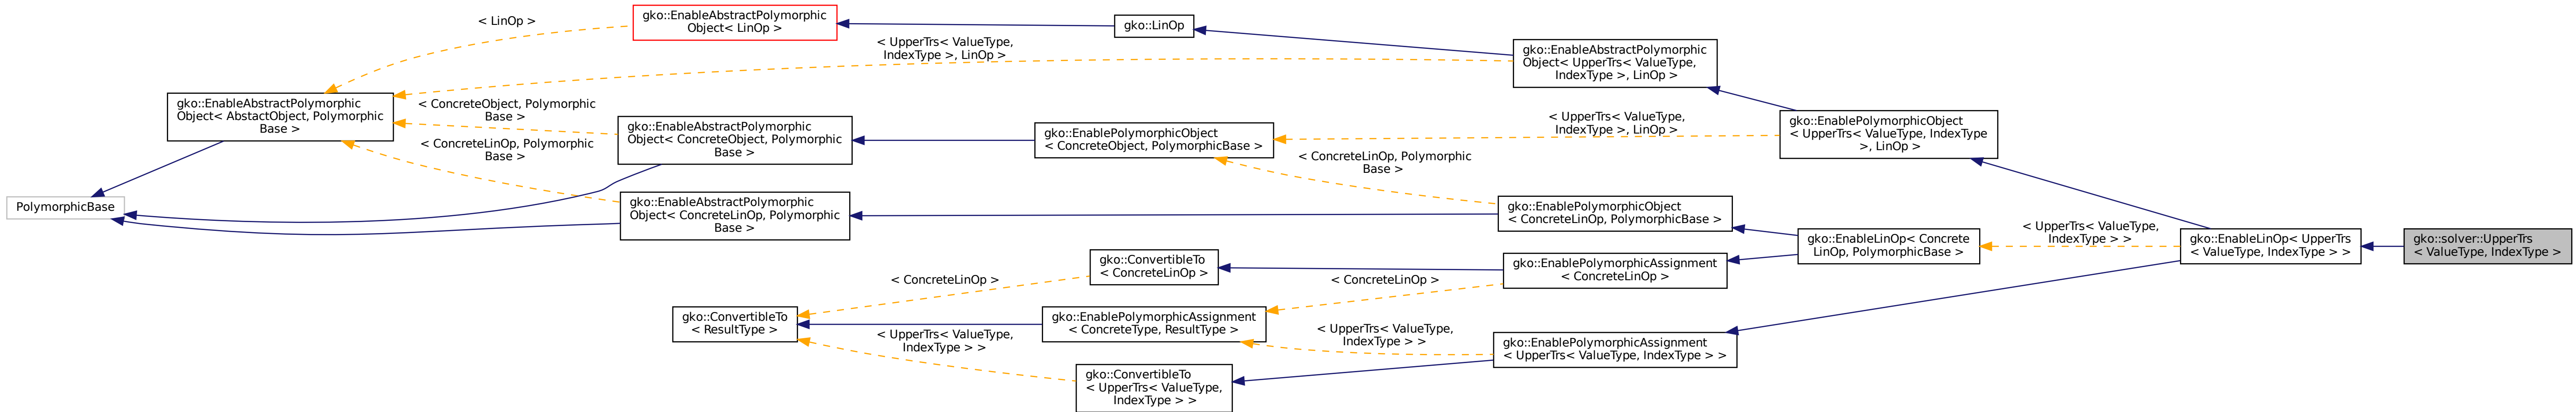 PolymorphicBase
gko::EnableAbstractPolymorphic
Object< AbstactObject, Polymorphic
Base >
< LinOp >
< UpperTrs< ValueType,
IndexType >, LinOp >
< ConcreteObject, Polymorphic
Base >
< ConcreteLinOp, Polymorphic
Base >
gko::EnableAbstractPolymorphic
Object< LinOp >
gko::EnableAbstractPolymorphic
Object< ConcreteObject, Polymorphic
Base >
gko::EnableAbstractPolymorphic
Object< ConcreteLinOp, Polymorphic
Base >
gko::ConvertibleTo
< ResultType >
< ConcreteLinOp >
< UpperTrs< ValueType,
IndexType > >
gko::LinOp
gko::EnablePolymorphicObject
< ConcreteObject, PolymorphicBase >
gko::ConvertibleTo
< ConcreteLinOp >
gko::EnablePolymorphicAssignment
< ConcreteType, ResultType >
gko::ConvertibleTo
< UpperTrs< ValueType,
IndexType > >
< UpperTrs< ValueType,
IndexType >, LinOp >
< ConcreteLinOp, Polymorphic
Base >
< ConcreteLinOp >
< UpperTrs< ValueType,
IndexType > >
gko::EnableAbstractPolymorphic
Object< UpperTrs< ValueType,
IndexType >, LinOp >
gko::EnablePolymorphicObject
< ConcreteLinOp, PolymorphicBase >
gko::EnablePolymorphicAssignment
< ConcreteLinOp >
gko::EnablePolymorphicAssignment
< UpperTrs< ValueType, IndexType > >
gko::EnablePolymorphicObject
< UpperTrs< ValueType, IndexType
>, LinOp >
gko::EnableLinOp< Concrete
LinOp, PolymorphicBase >
< UpperTrs< ValueType,
IndexType > >
gko::EnableLinOp< UpperTrs
< ValueType, IndexType > >
gko::solver::UpperTrs
< ValueType, IndexType >